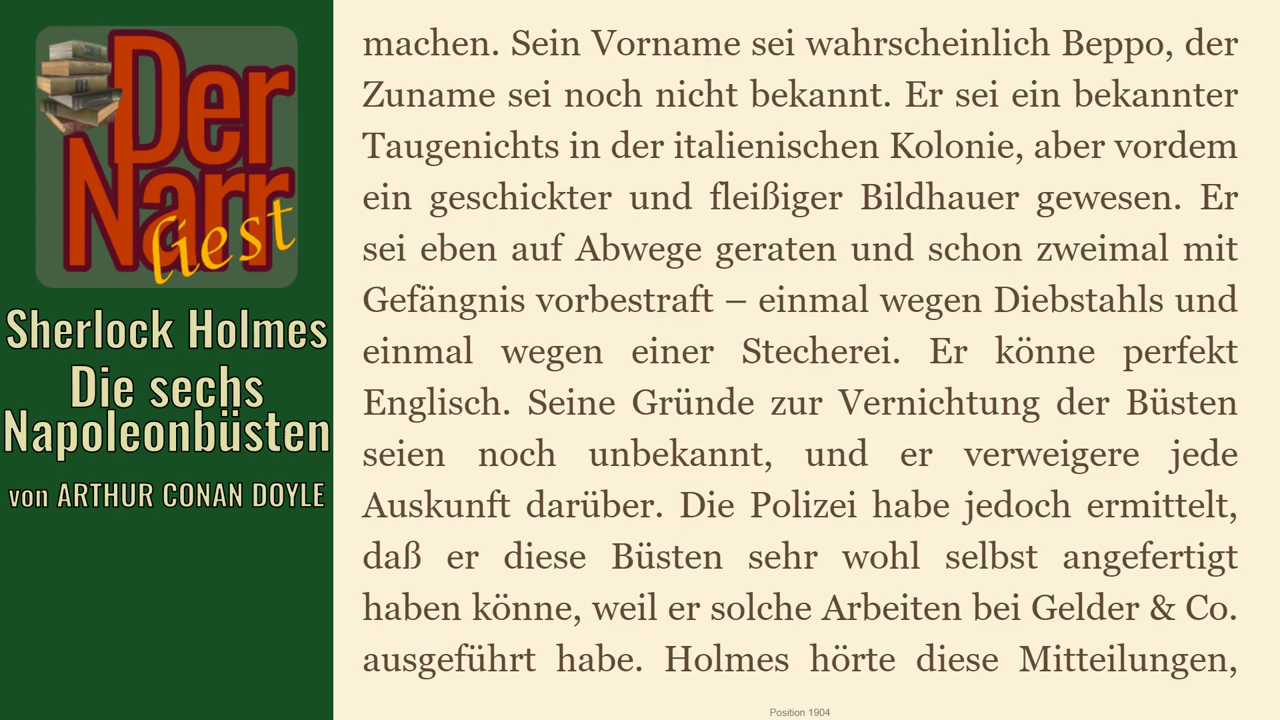 Der
Narr
liest
Sherlock Holmes
Die sechs
Napoleonbüsten
von ARTHUR CONAN DOYLE
machen. Sein Vorname sei wahrscheinlich Beppo, der
Zuname sei noch nicht bekannt. Er sei ein bekannter
Taugenichts in der italienischen Kolonie, aber vordem
ein geschickter und fleißiger Bildhauer gewesen. Er
sei eben auf Abwege geraten und schon zweimal mit
Gefängnis vorbestraft – einmal wegen Diebstahls und
einmal wegen einer Stecherei. Er könne perfekt
Englisch. Seine Gründe zur Vernichtung der Büsten
seien noch unbekannt, und er verweigere jede
Auskunft darüber. Die Polizei habe jedoch ermittelt,
daß er diese Büsten sehr wohl selbst angefertigt
haben könne, weil er solche Arbeiten bei Gelder & Co.
ausgeführt habe. Holmes hörte diese Mitteilungen,
Position 1904